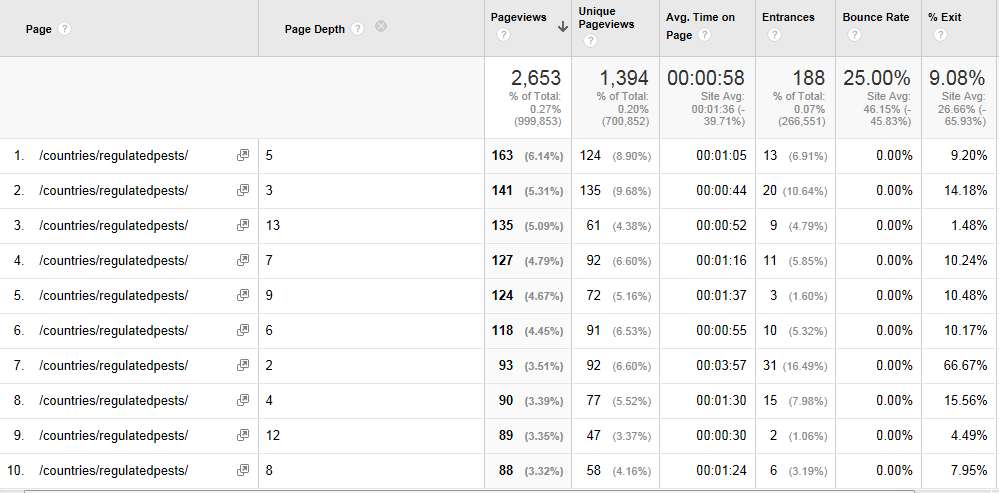 Page ? Page Depth ? Pageviews ? Unique Pageviews ? Avg. Time on Page ? Entrances ? Bounce Rate ? % Exit ?
2,653 1,394 00:00:58 188 25.00% 9.08%
% of Total: % of Total: Site Avg: % of Total: Site Avg: Site Avg:
0.27% 0.20% 00:01:36 (- 0.07% 46.15% (- 26.66% (-
(999,853) (700,852) 39.71%) (266,551) 45.83%) 65.93%)
1. /countries/regulatedpests/ 5 163 (6.14%) 124 (8.90%) 00:01:05 13 (6.91%) 0.00% 9.20%
2. /countries/regulatedpests/ 3 141 (5.31%) 135 (9.68%) 00:00:44 20 (10.64%) 0.00% 14.18%
3. /countries/regulatedpests/ 13 135 (5.09%) 61 (4.38%) 00:00:52 9 (4.79%) 0.00% 1.48%
4. /countries/regulatedpests/ 7 127 (4.79%) 92 (6.60%) 00:01:16 11 (5.85%) 0.00% 10.24%
5. /countries/regulatedpests/ 9 124 (4.67%) 72 (5.16%) 00:01:37 3 (1.60%) 0.00% 10.48%
6. /countries/regulatedpests/ 6 118 (4.45%) 91 (6.53%) 00:00:55 10 (5.32%) 0.00% 10.17%
7. /countries/regulatedpests/ 2 93 (3.51%) 92 (6.60%) 00:03:57 31 (16.49%) 0.00% 66.67%
8. /countries/regulatedpests/ 4 90 (3.39%) 77 (5.52%) 00:01:30 15 (7.98%) 0.00% 15.56%
9. /countries/regulatedpests/ 12 89 (3.35%) 47 (3.37%) 00:00:30 2 (1.06%) 0.00% 4.49%
10. /countries/regulatedpests/ 8 88 (3.32%) 58 (4.16%) 00:01:24 6 (3.19%) 0.00% 7.95%